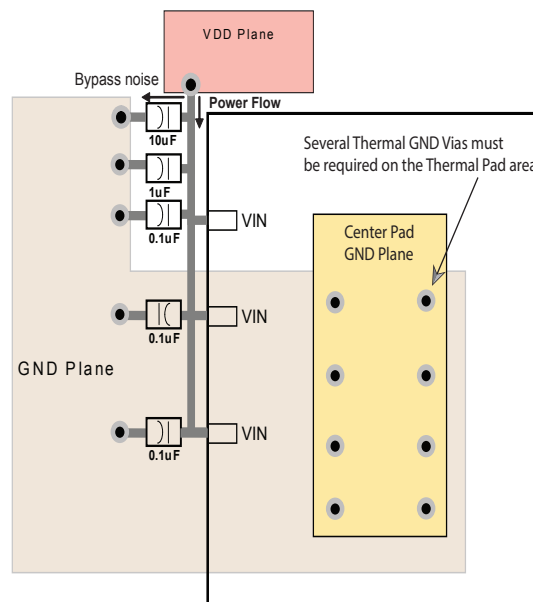 VDD Plane
Bypass noise
Power Flow
10uF
Several Thermal GND Vias must
be required on the Thermal Pad area
1uF
0.1uF
VIN
Center Pad
GND Plane
VIN
0.1uF
GND Plane
VIN
0.1uF